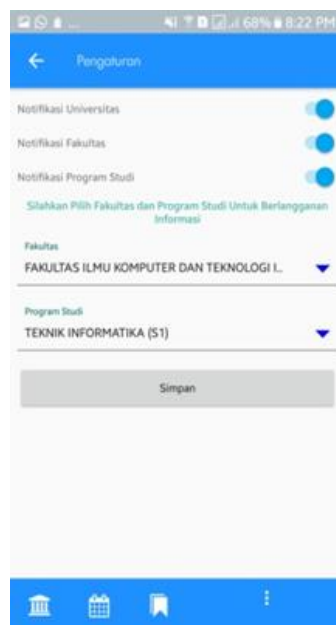 ... 68% 8:22 PM
Pengaturan
Notifikasi Universitas
Notifikasi Fakultas
Notifikasi Program Studi
Silahkan Pilih Fakultas dan Program Studi Untuk Berlangganan
Informasi
Fakultas
FAKULTAS ILMU KOMPUTER DAN TEKNOLOGI I..
Program Studi
TEKNIK INFORMATIKA (S1)
Simpan